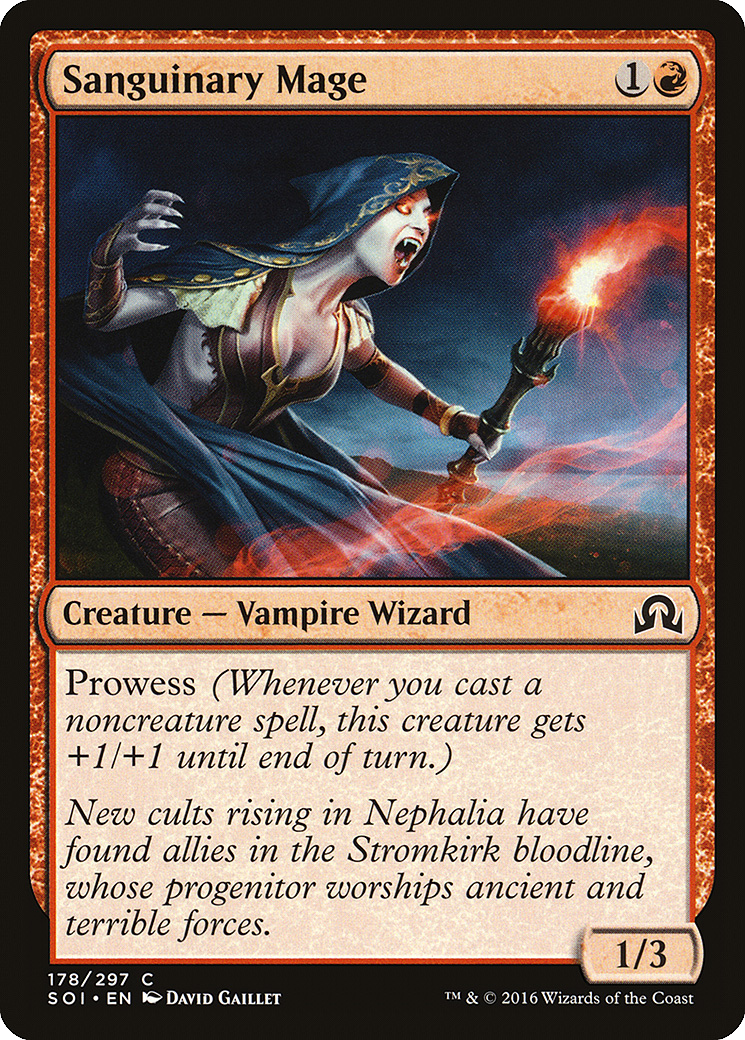 Sanguinary Mage 1
Creature — Vampire Wizard
Prowess (Whenever you cast a
noncreature spell, this creature gets
+1/+1 until end of turn.)
New cults rising in Nephalia have
found allies in the Stromkirk bloodline,
whose progenitor worships ancient and
terrible forces.
1/3
178/297 C
SOI • EN DAVID GAILLET
™ & © 2016 Wizards of the Coast